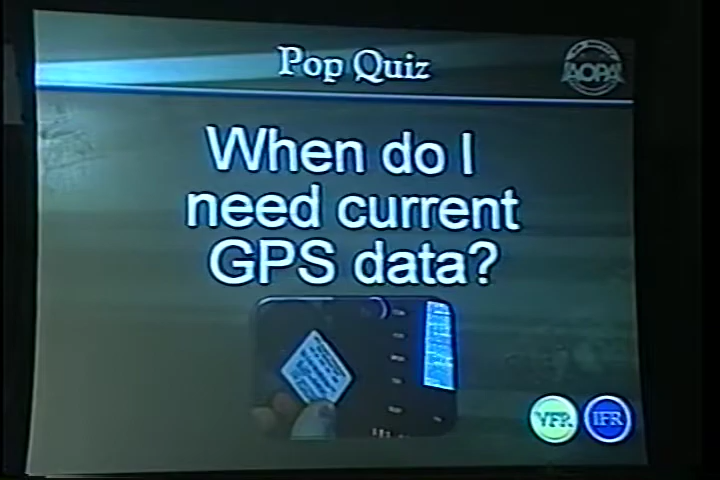 Pop Quiz
AOPA
When do I
need current
GPS data?
VFR
IFR